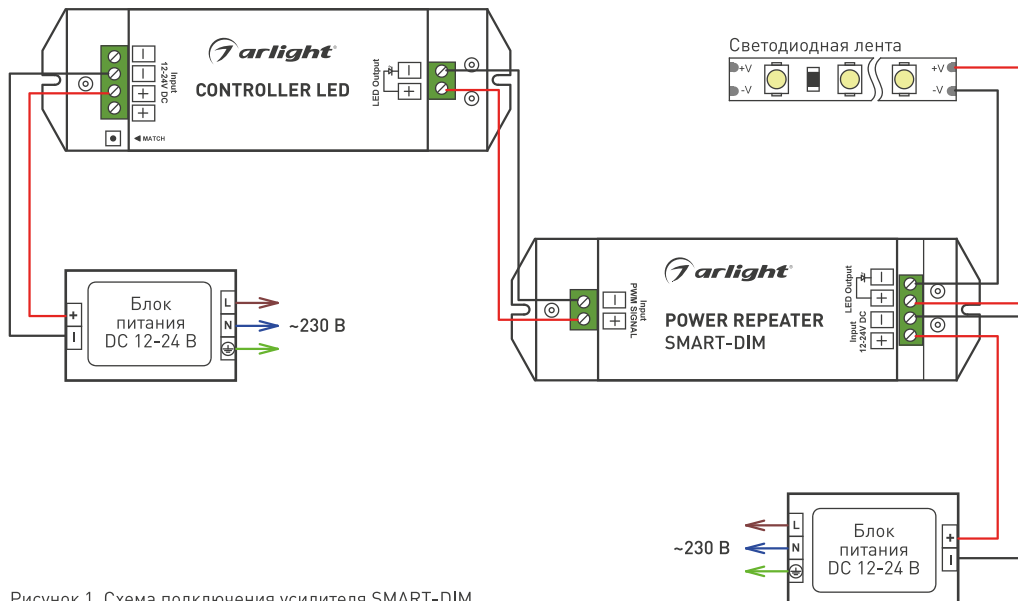 arlight
CONTROLLER LED
Input
12-24V DC
−
−
+
+
MATCH
LED Output
−
+
Светодиодная лента
+V
-V
+V
-V
Блок
питания
DC 12-24 В
+
−
L
N
~230 В
arlight
POWER REPEATER
SMART-DIM
Input
PWM SIGNAL
−
+
LED Output
−
+
Input
12-24V DC
−
+
~230 В
L
N
Блок
питания
DC 12-24 В
+
−
Рисунок 1. Схема подключения усилителя SMART-DIM